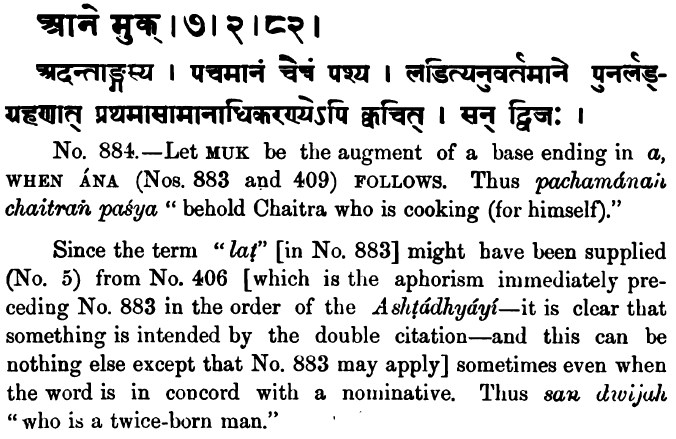 आने मुक् । ७ । २ । ८२ ।
अदन्ताङ्गस्य । पचमानं चैत्रं पश्य । लडित्यनुवर्तमाने पुनर्लड्-
ग्रहणात् प्रथमासामानाधिकरण्येऽपि क्वचित् । सन् द्विजः ।
No. 884.—Let MUK be the augment of a base ending in a,
WHEN ÁNA (Nos. 883 and 409) FOLLOWS. Thus pachamánaṅ
chaitraṅ paśya “ behold Chaitra who is cooking (for himself).”
Since the term “laṭ” [in No. 883] might have been supplied
(No. 5) from No. 406 [which is the aphorism immediately pre-
ceding No. 883 in the order of the Ashṭádhyáyí—it is clear that
something is intended by the double citation—and this can be
nothing else except that No. 883 may apply] sometimes even when
the word is in concord with a nominative. Thus san dwijaḥ
“who is a twice-born man.”